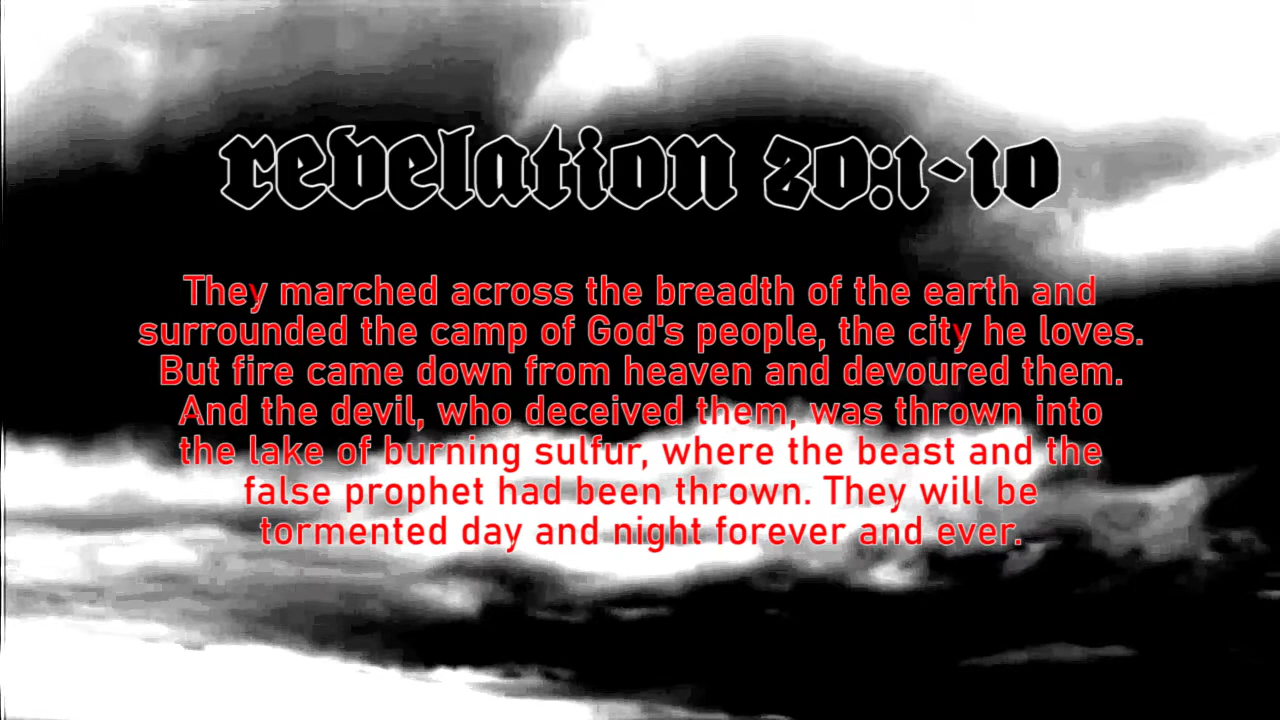 revelation 20:1-10
They marched across the breadth of the earth and
surrounded the camp of God's people, the city he loves.
But fire came down from heaven and devoured them.
And the devil, who deceived them, was thrown into
the lake of burning sulfur, where the beast and the
false prophet had been thrown. They will be
tormented day and night forever and ever.